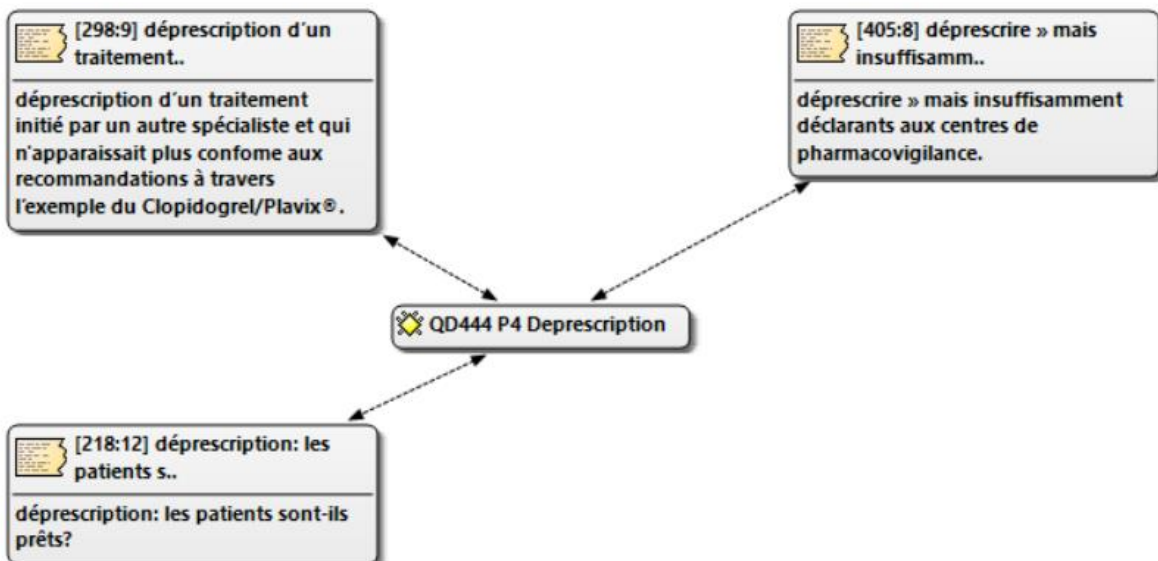 [298:9] déprescription d´un
traitement..
déprescription d´un traitement
initié par un autre spécialiste et qui
n'apparaissait plus confome aux
recommandations à travers
l´exemple du Clopidogrel/Plavix®.
[405:8] déprescrire » mais
insuffisamm..
déprescrire » mais insuffisamment
déclarants aux centres de
pharmacovigilance.
QD444 P4 Deprescription
[218:12] déprescription: les
patients s..
déprescription: les patients sont-ils
prêts?